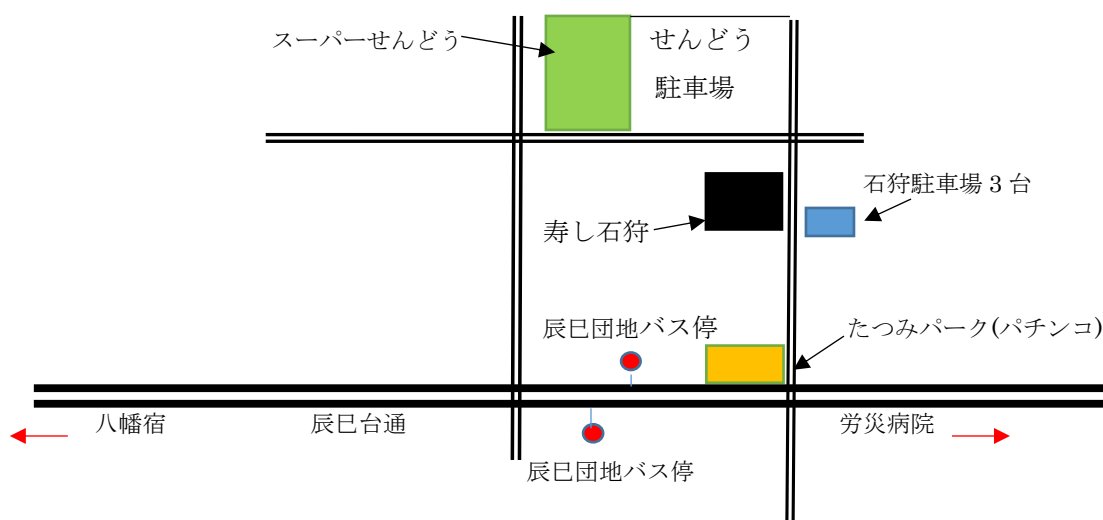 スーパーせんどう
せんどう
駐車場
石狩駐車場 3 台
寿し石狩
辰巳団地バス停
たつみパーク(パチンコ)
八幡宿
辰巳台通
労災病院
辰巳団地バス停